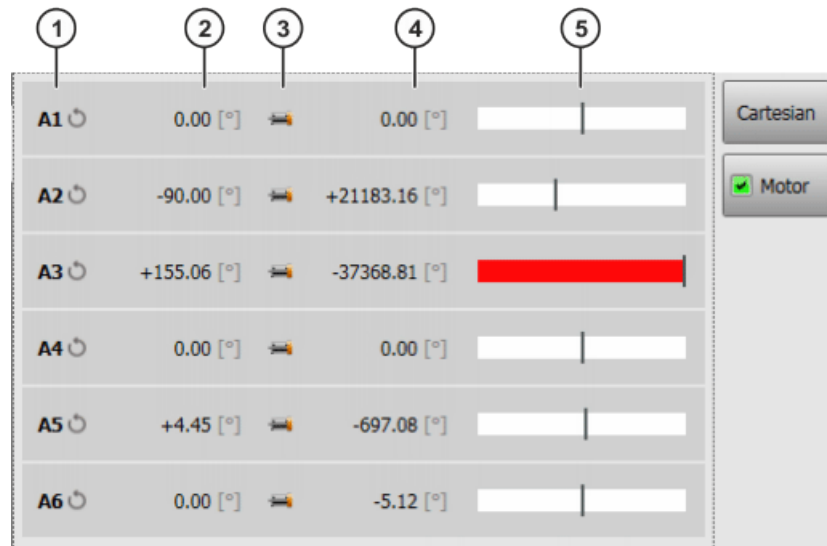 1 2 3 4 5
A1 0.00 [°] 0.00 [°] Cartesian
A2 -90.00 [°] +21183.16 [°] Motor
A3 +155.06 [°] -37368.81 [°]
A4 0.00 [°] 0.00 [°]
A5 +4.45 [°] -697.08 [°]
A6 0.00 [°] -5.12 [°]